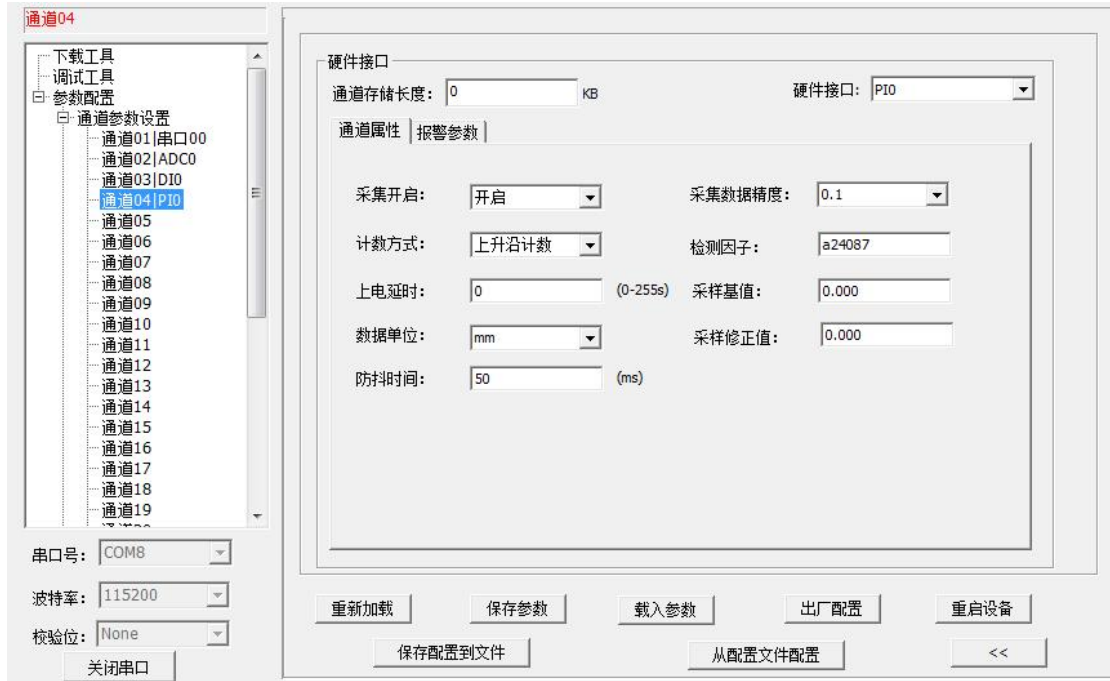 通道04
下载工具
调试工具
参数配置
通道参数设置
通道01|串口00
通道02|ADC0
通道03|DI0
通道04|PI0
通道05
通道06
通道07
通道08
通道09
通道10
通道11
通道12
通道13
通道14
通道15
通道16
通道17
通道18
通道19
串口号: COM8
波特率: 115200
校验位: None
关闭串口
硬件接口
通道存储长度: 0 KB 硬件接口: PI0
通道属性 报警参数
采集开启: 开启 采集数据精度: 0.1
计数方式: 上升沿计数 检测因子: a24087
上电延时: 0 (0-255s) 采样基值: 0.000
数据单位: mm 采样修正值: 0.000
防抖时间: 50 (ms)
重新加载 保存参数 载入参数 出厂配置 重启设备
保存配置到文件 从配置文件配置 <<